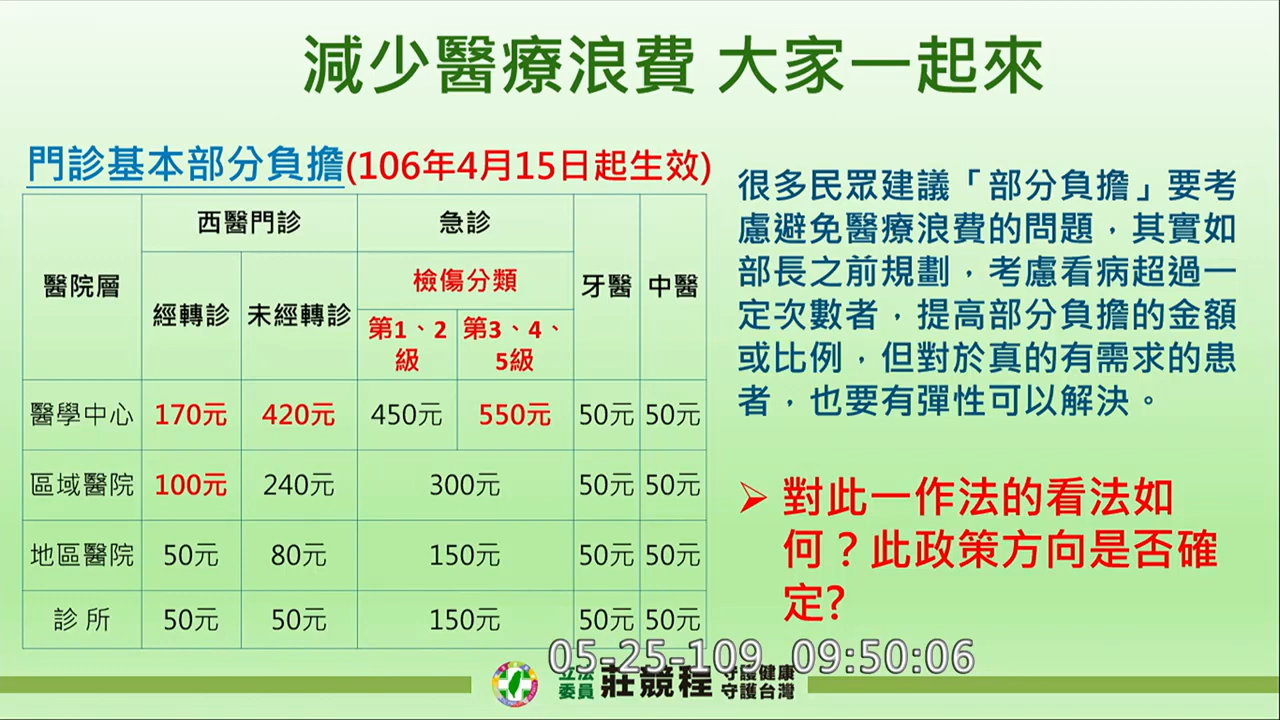 減少醫療浪費 大家一起來
門診基本部分負擔(106年4月15日起生效)
醫院層 西醫門診 急診 牙醫 中醫
經轉診 未經轉診 檢傷分類
第1、2級 第3、4、5級
醫學中心 170元 420元 450元 550元 50元 50元
區域醫院 100元 240元 300元 50元 50元
地區醫院 50元 80元 150元 50元 50元
診所 50元 50元 150元 50元 50元
很多民眾建議「部分負擔」要考
慮避免醫療浪費的問題，其實如
部長之前規劃，考慮看病超過一
定次數者，提高部分負擔的金額
或比例，但對於真的有需求的患
者，也要有彈性可以解決。
➢ 對此一作法的看法如
何？此政策方向是否確
定?
05-25-109 09:50:06
立法委員 莊競程 守護健康
守護台灣